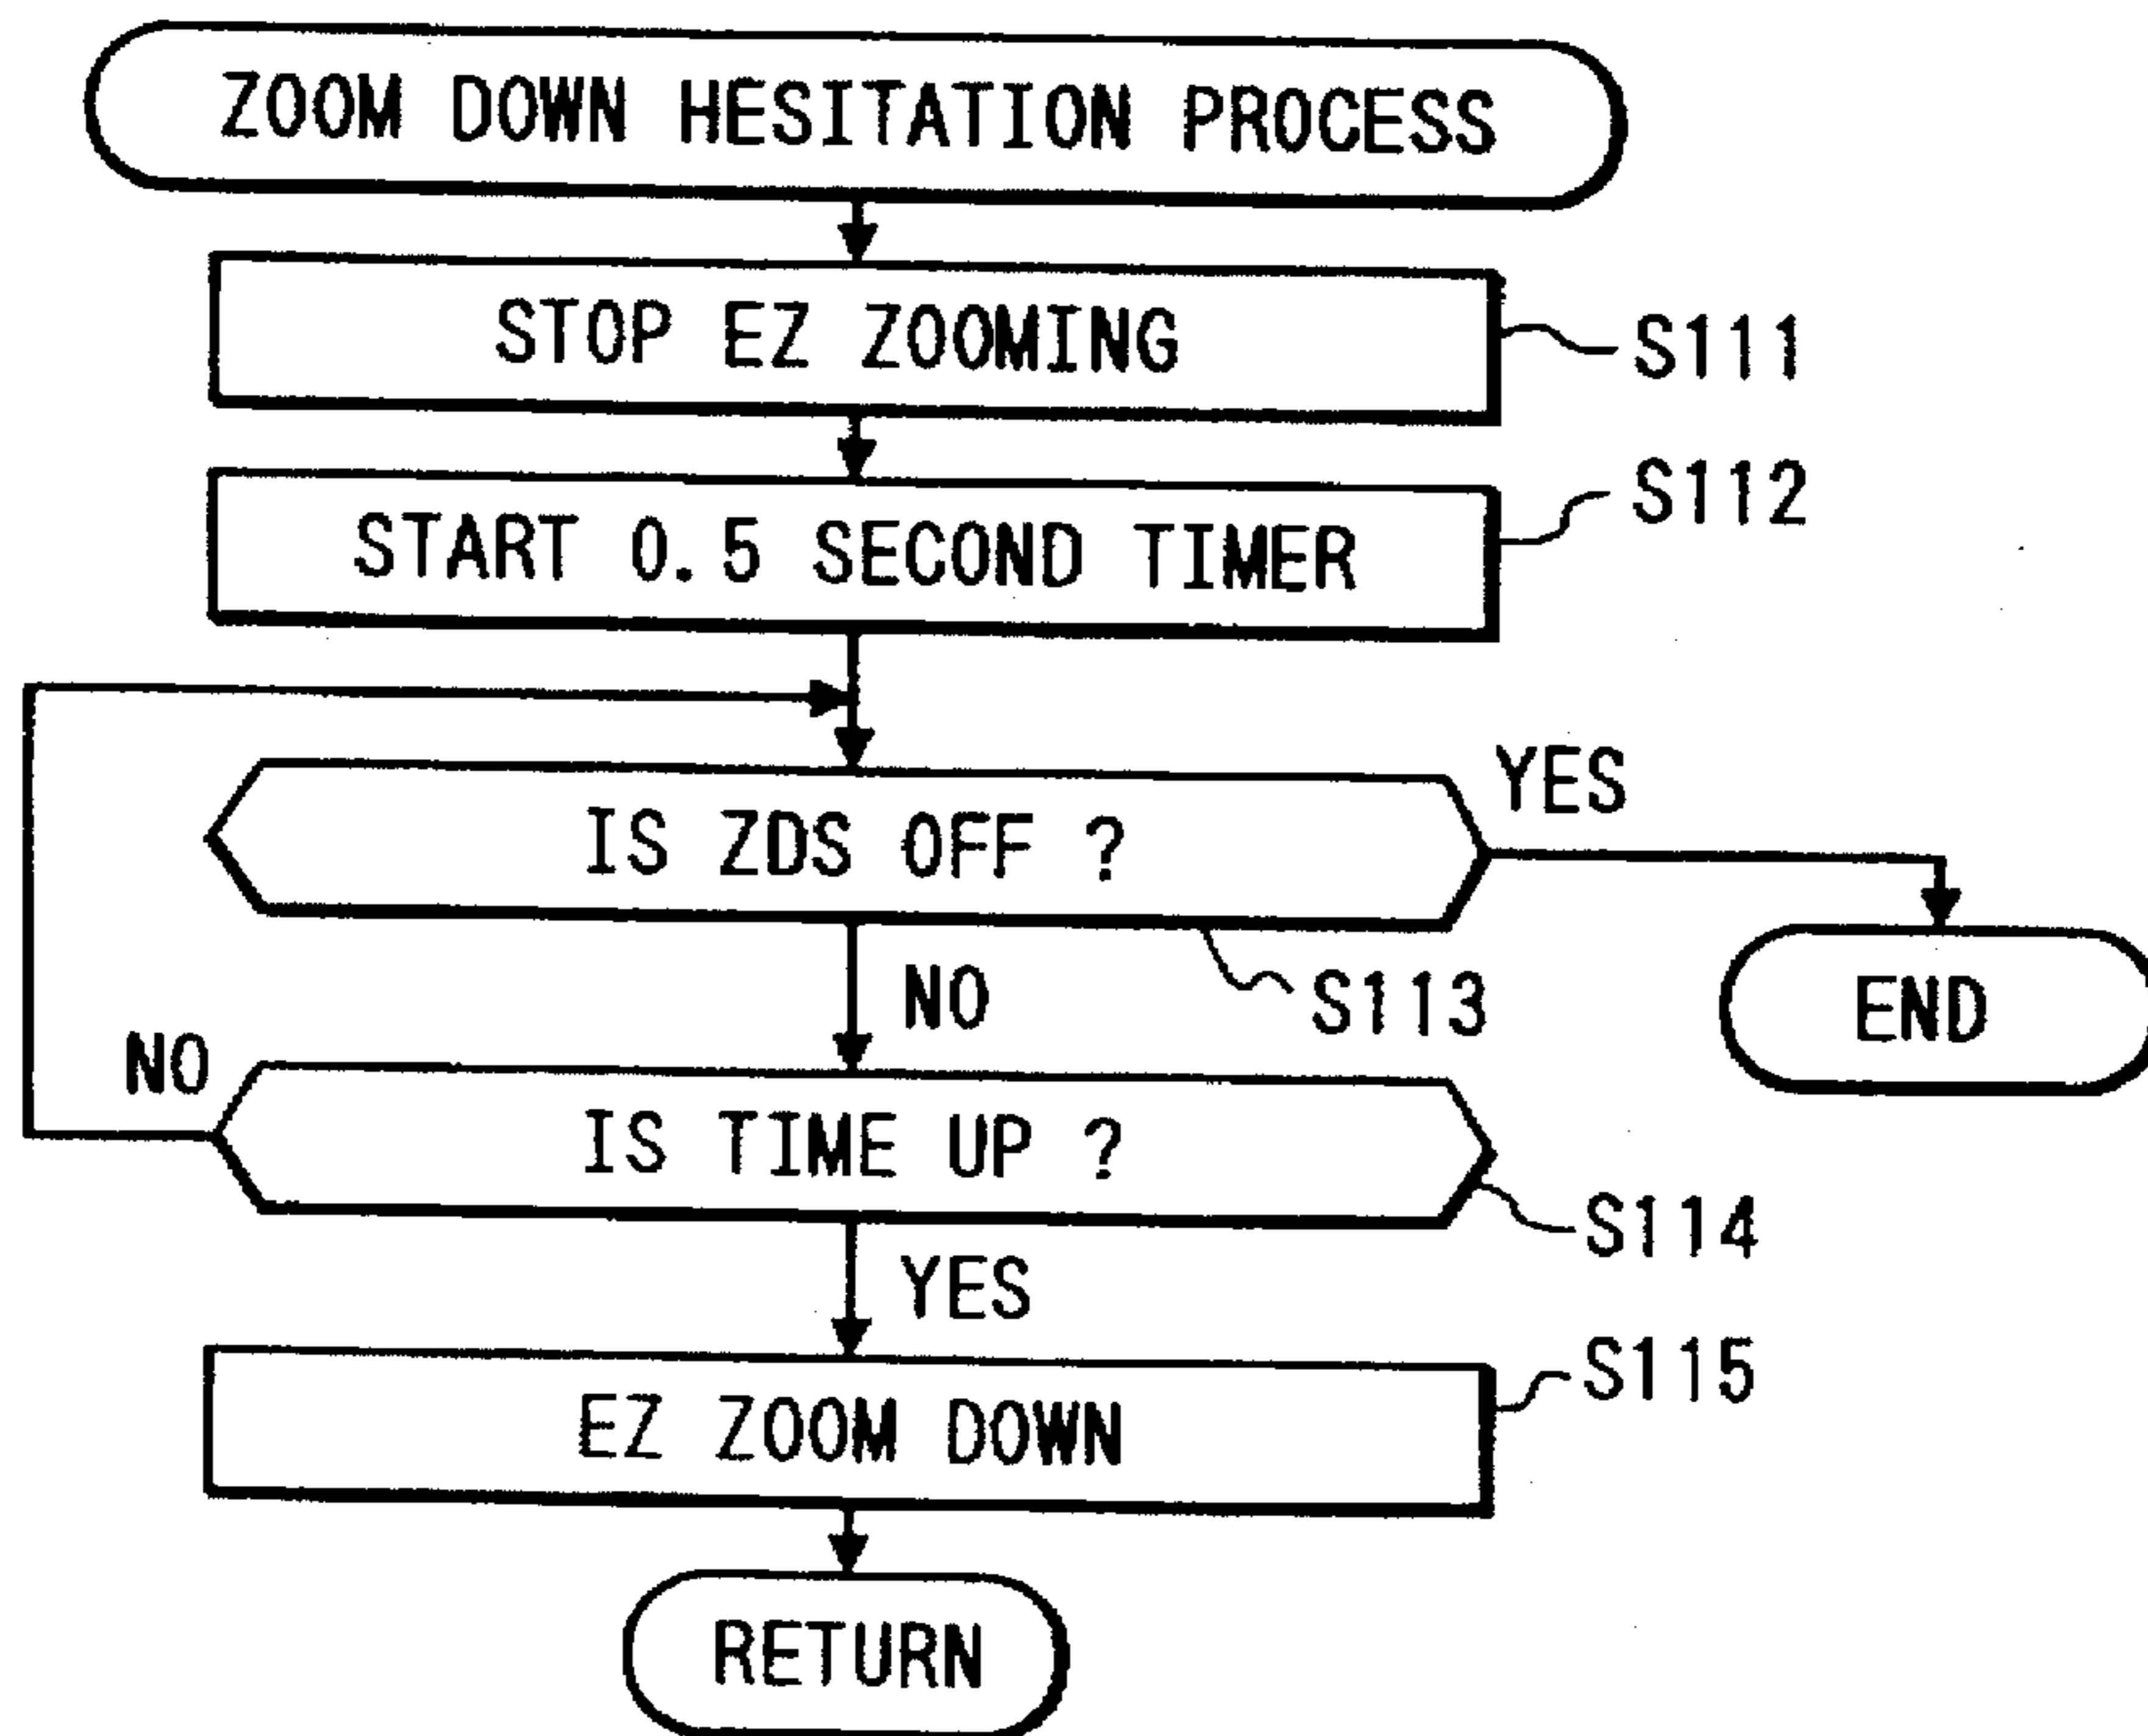 ZOOM DOWN HESITATION PROCESS
STOP EZ ZOOMING
S111
START 0.5 SECOND TIMER
S112
IS ZDS OFF ?
YES
S113
END
NO
IS TIME UP ?
NO
S114
YES
EZ ZOOM DOWN
S115
RETURN